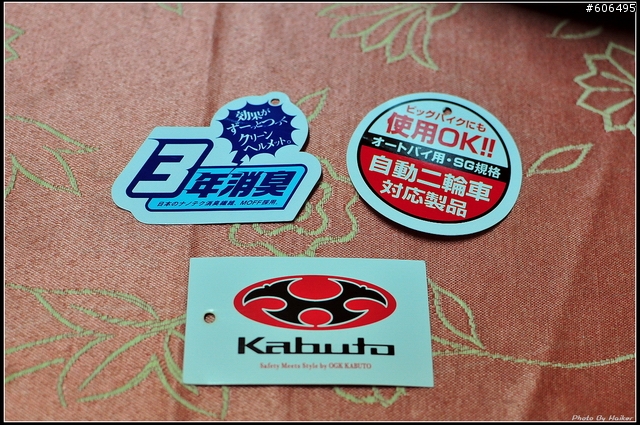 #606495
効果が
ずーっとつづく
クリーン
ヘルメット。
3年消臭
日本のナノテク消臭繊維、MOFF採用。
ビッグバイクにも
使用OK!!
オートバイ用・SG規格
自動二輪車
対応製品
Kabuto
Safety Meets Style by OGK KABUTO
Photo By Haiker